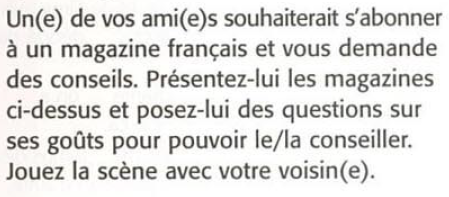 Un(e) de vos ami(e)s souhaiterait s’abonner
à un magazine français et vous demande
des conseils. Présentez-lui les magazines
ci-dessus et posez-lui des questions sur
ses goûts pour pouvoir le/la conseiller.
Jouez la scène avec votre voisin(e).